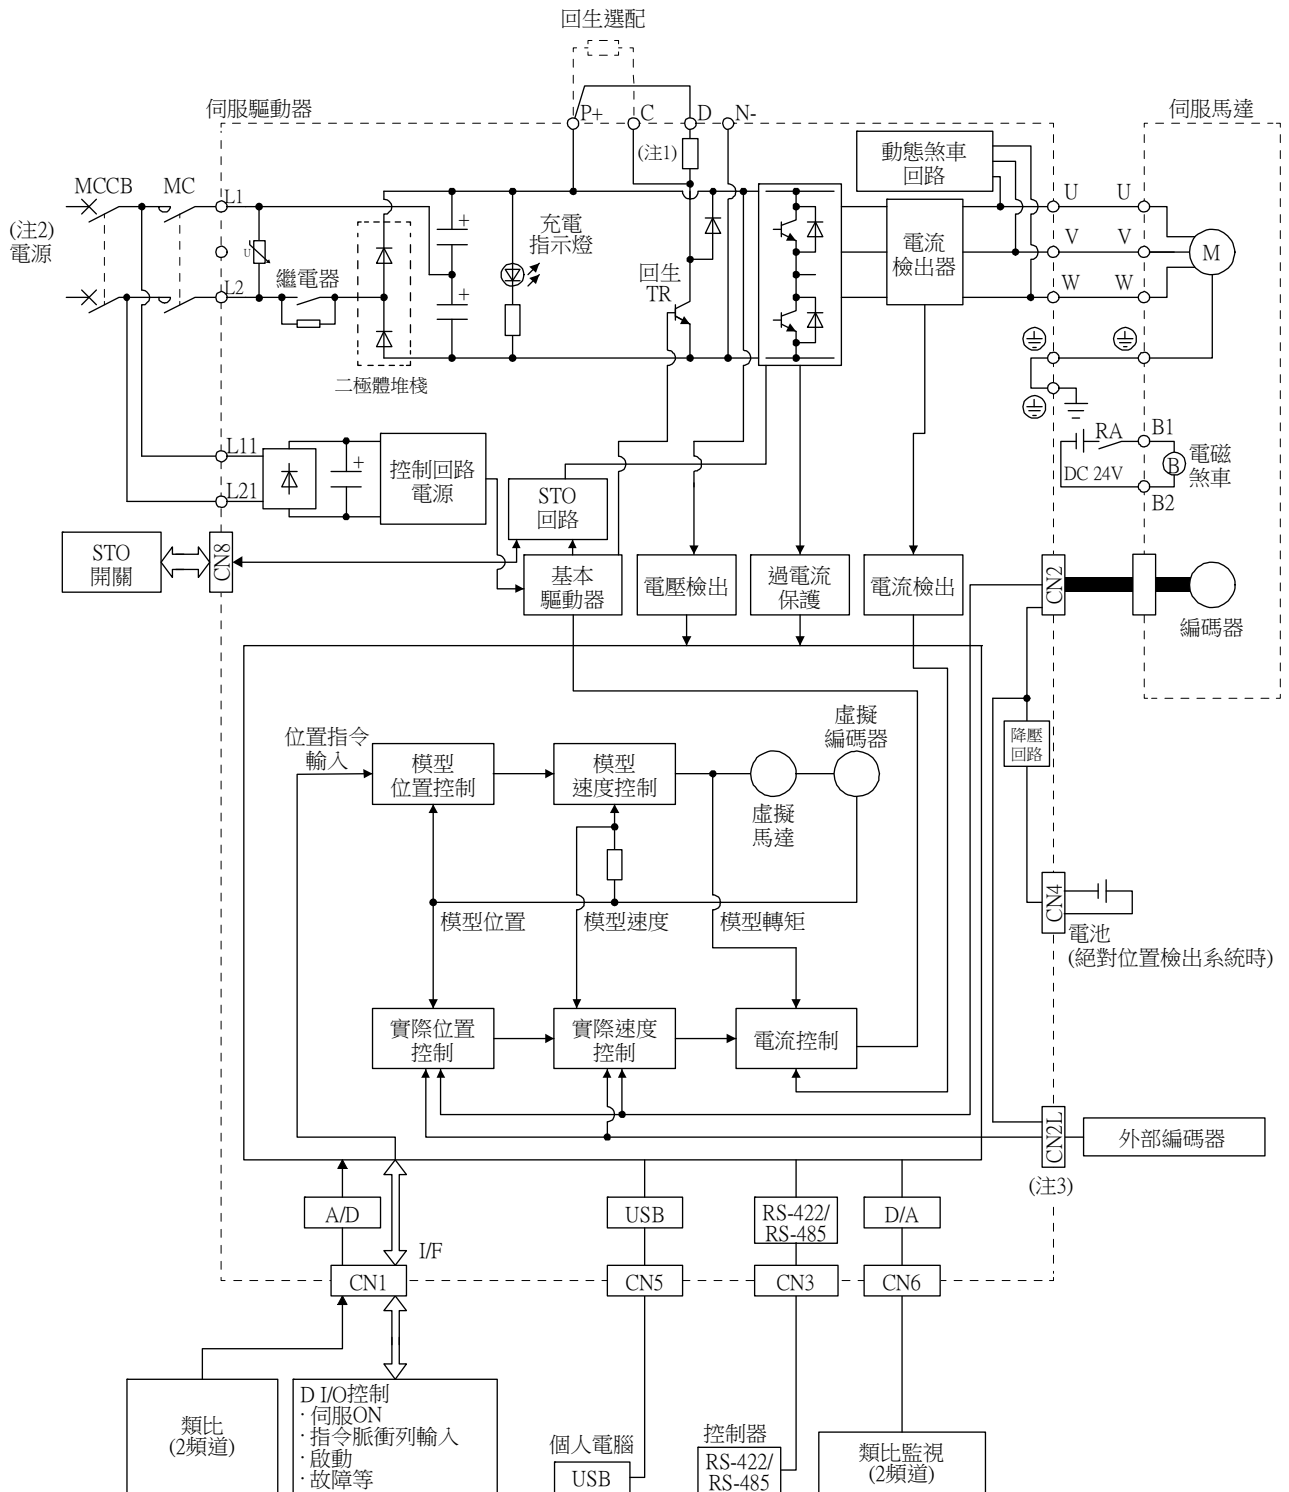 回生選配
伺服驅動器
P+
C
D
N-
伺服馬達
(注1)
動態煞車
回路
MCCB
MC
L1
U
U
(注2)
電源
U
充電
指示燈
電流
檢出器
V
V
M
繼電器
回生
TR
L2
W
W
二極體堆棧
L11
控制回路
電源
L21
STO
回路
RA
B1
DC 24V
B
電磁
煞車
B2
STO
開關
CN8
基本
驅動器
電壓檢出
過電流
保護
電流檢出
CN2
編碼器
位置指令
輸入
模型
位置控制
模型
速度控制
虛擬
編碼器
虛擬
馬達
降壓
回路
模型位置
模型速度
模型轉矩
CN4
電池
(絕對位置檢出系統時)
實際位置
控制
實際速度
控制
電流控制
CN2L
外部編碼器
(注3)
A/D
USB
RS-422/
RS-485
D/A
I/F
CN1
CN5
CN3
CN6
類比
(2頻道)
D I/O控制
· 伺服ON
· 指令脈衝列輸入
· 啟動
· 故障等
個人電腦
USB
控制器
RS-422/
RS-485
類比監視
(2頻道)